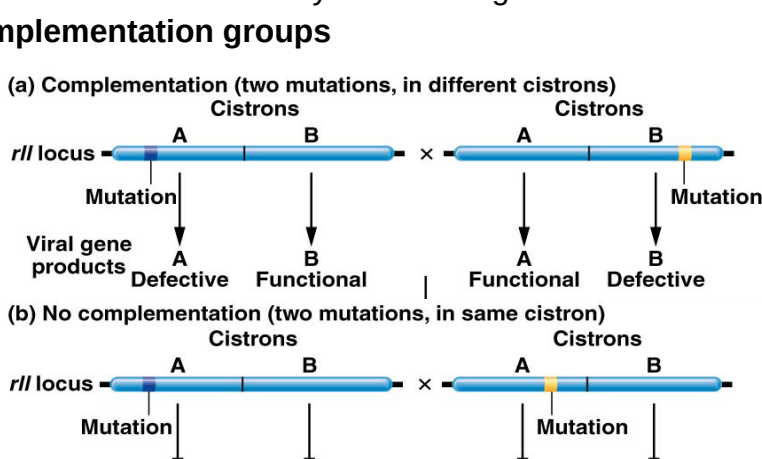 mplementation groups
(a) Complementation (two mutations, in different cistrons)
Cistrons Cistrons
A B A B
rII locus ×
Mutation Mutation
Viral gene
products
A B A B
Defective Functional Functional Defective
(b) No complementation (two mutations, in same cistron)
Cistrons Cistrons
A B A B
rII locus ×
Mutation Mutation